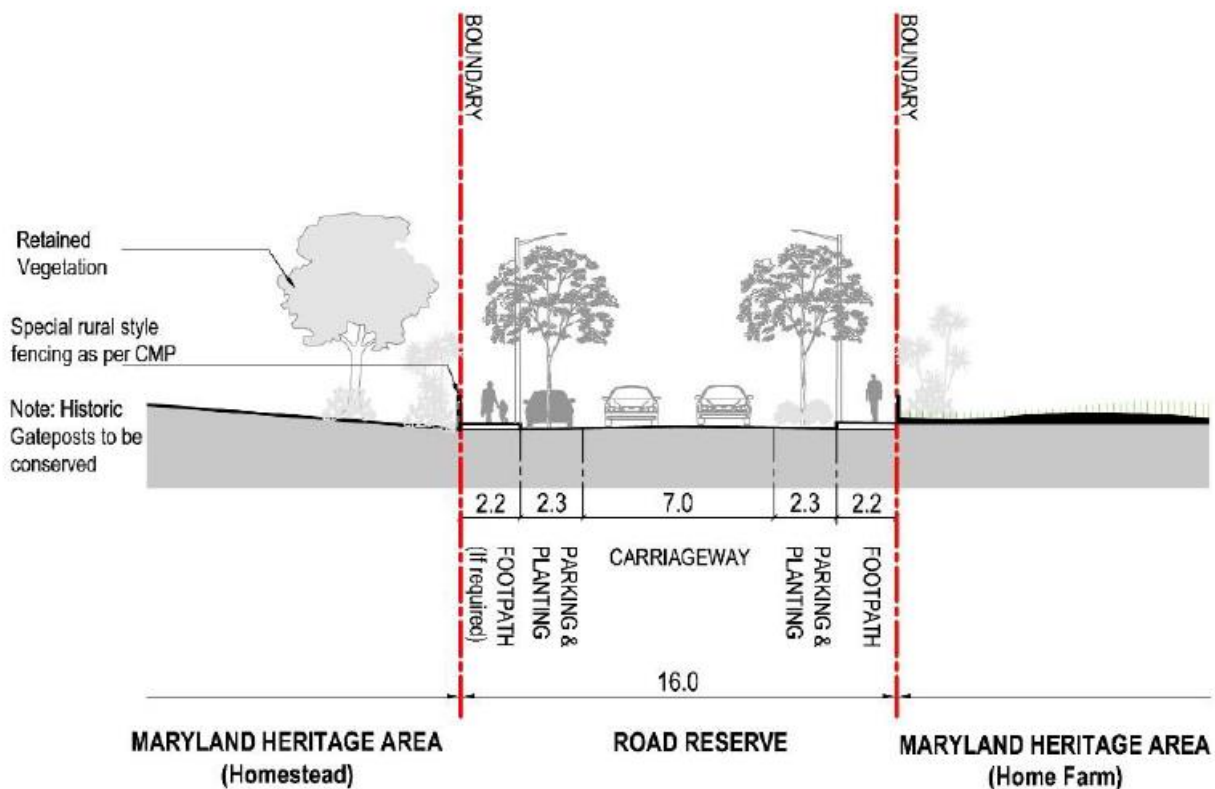 BOUNDARY
BOUNDARY
Retained
Vegetation
Special rural style
fencing as per CMP
Note: Historic
Gateposts to be
conserved
2.2
2.3
7.0
2.3
2.2
FOOTPATH
(If required)
PARKING &
PLANTING
CARRIAGEWAY
PARKING &
PLANTING
FOOTPATH
16.0
MARYLAND HERITAGE AREA
(Homestead)
ROAD RESERVE
MARYLAND HERITAGE AREA
(Home Farm)